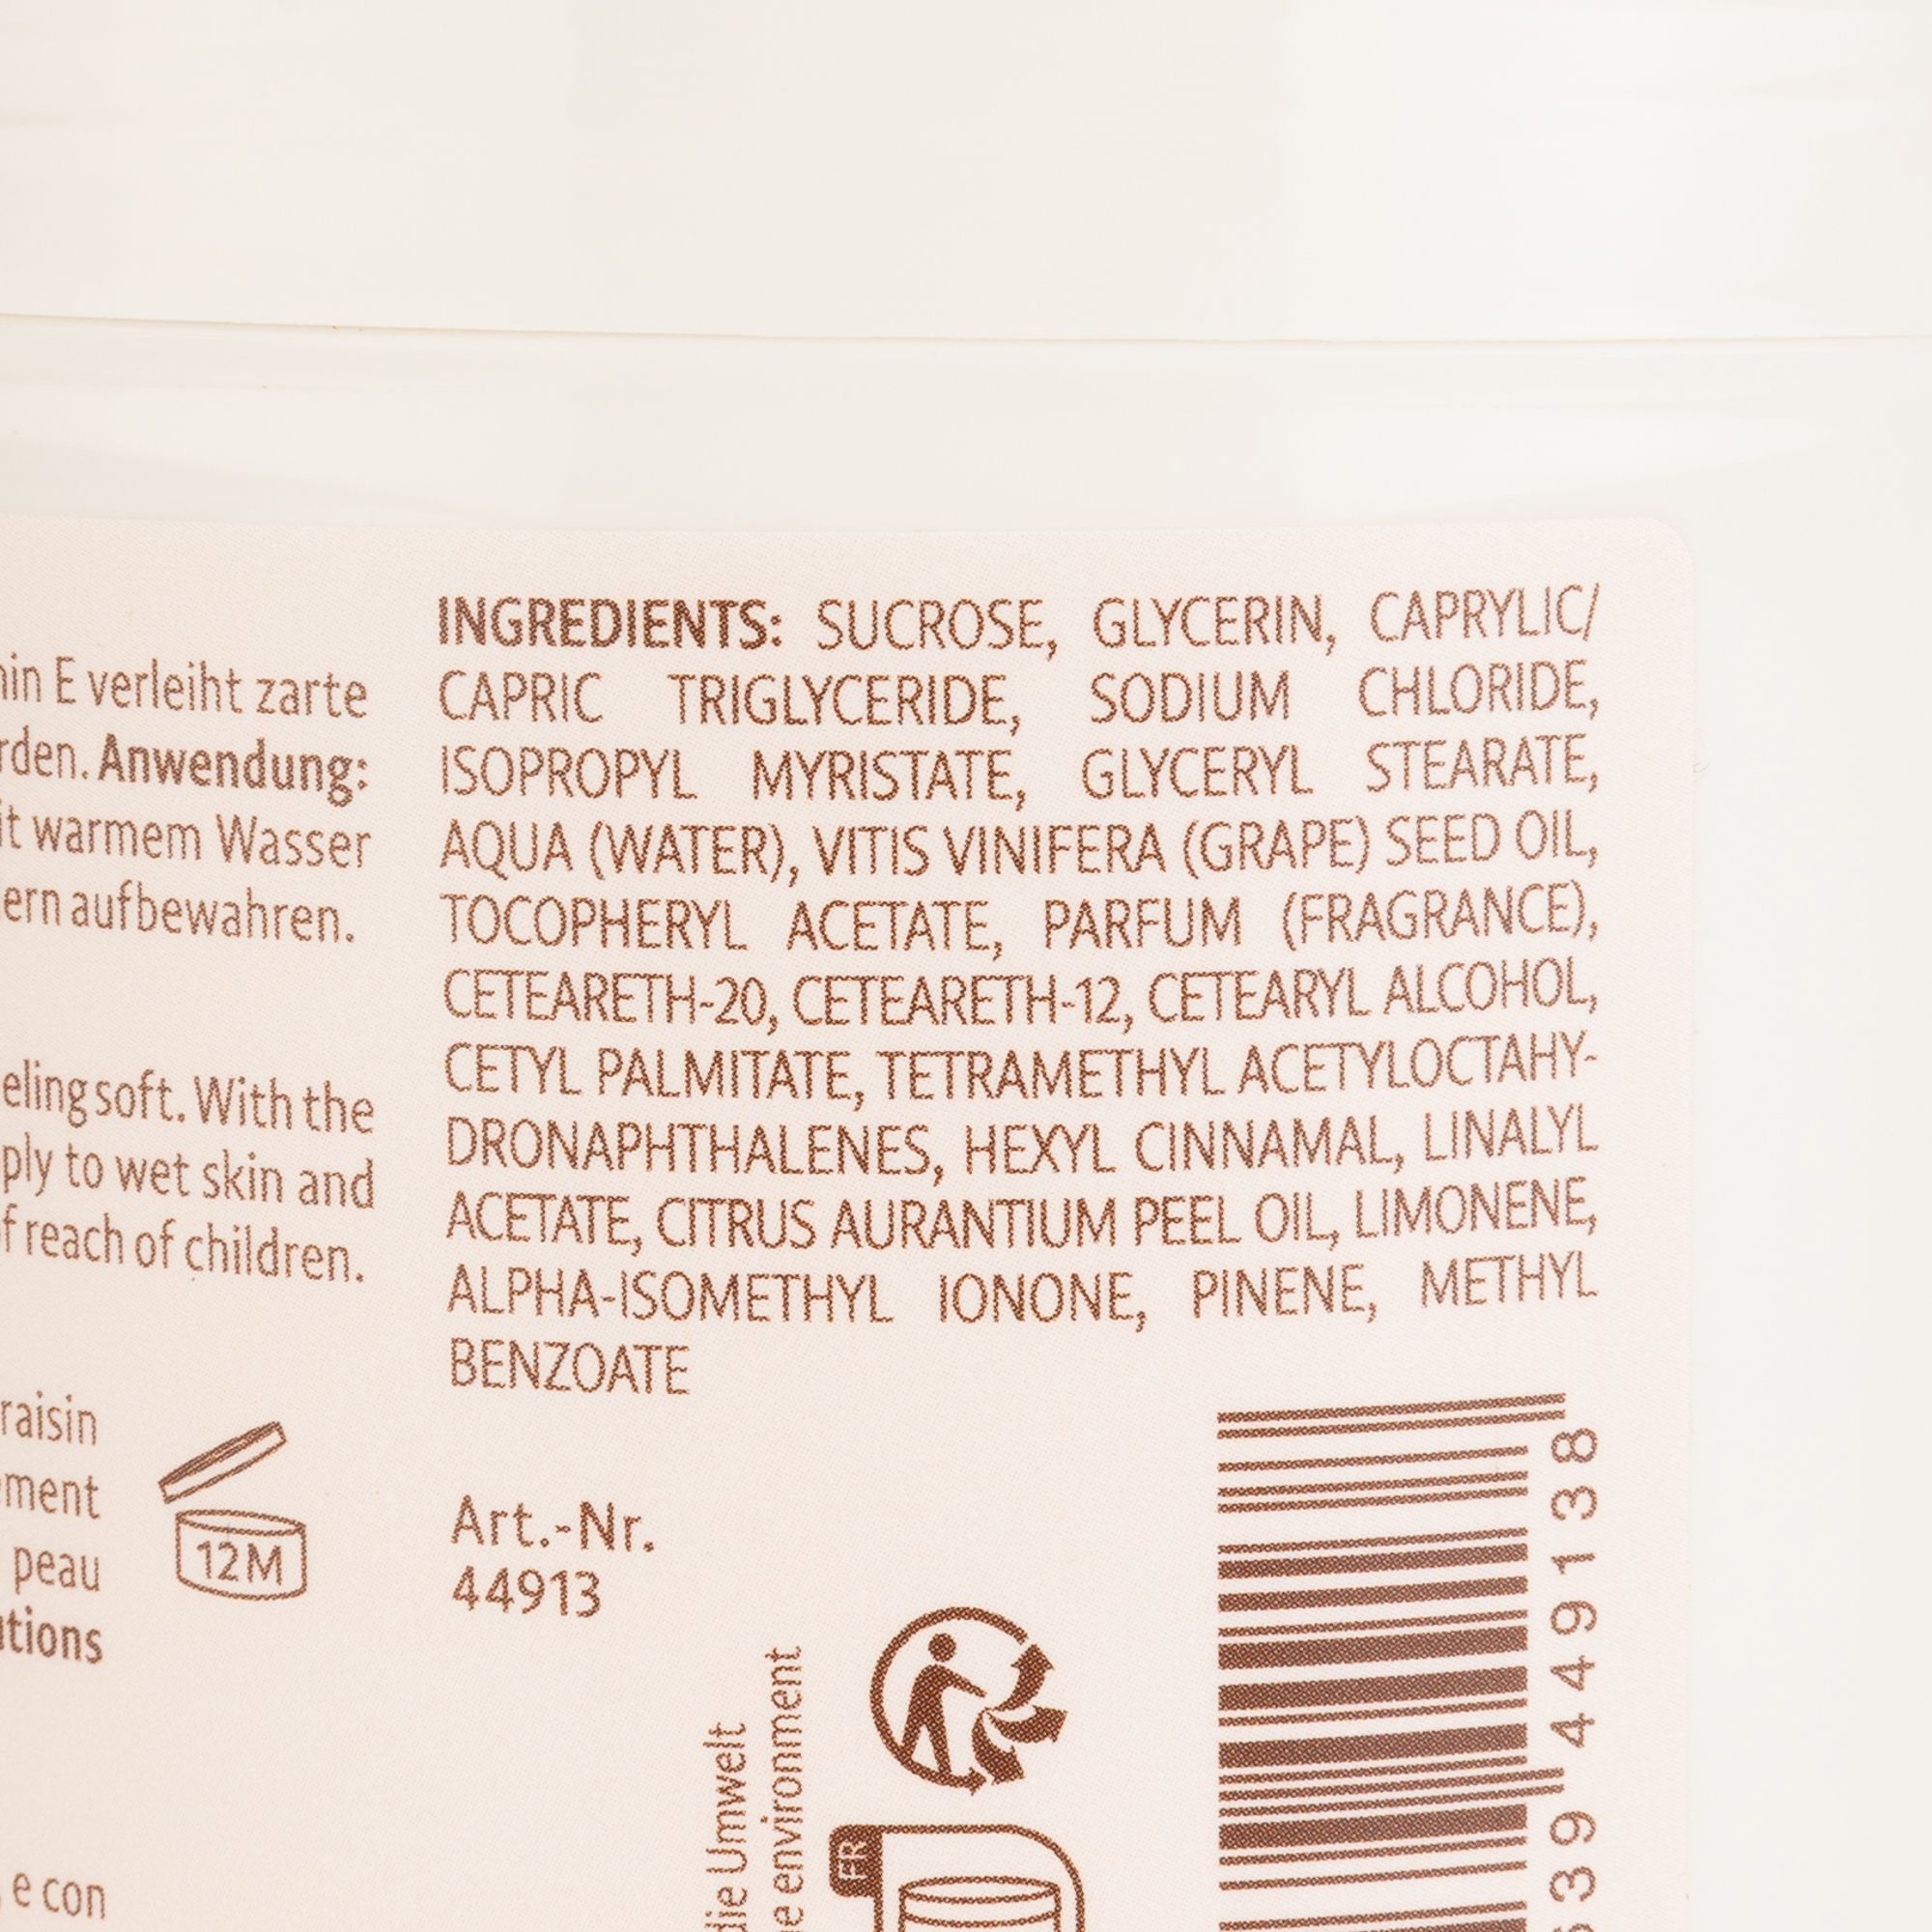 in E verleiht zarte
rden. Anwendung:
it warmem Wasser
ern aufbewahren.
eling soft. With the
ply to wet skin and
f reach of children.
raisin
ment
peau
tions
e con
12M
INGREDIENTS: SUCROSE, GLYCERIN, CAPRYLIC/
CAPRIC TRIGLYCERIDE, SODIUM CHLORIDE,
ISOPROPYL MYRISTATE, GLYCERYL STEARATE,
AQUA (WATER), VITIS VINIFERA (GRAPE) SEED OIL,
TOCOPHERYL ACETATE, PARFUM (FRAGRANCE),
CETEARETH-20, CETEARETH-12, CETEARYL ALCOHOL,
CETYL PALMITATE, TETRAMETHYL ACETYLOCTAHY-
DRONAPHTHALENES, HEXYL CINNAMAL, LINALYL
ACETATE, CITRUS AURANTIUM PEEL OIL, LIMONENE,
ALPHA-ISOMETHYL IONONE, PINENE, METHYL
BENZOATE
Art.-Nr.
44913
die Umwelt
e environment
FR
39 449138